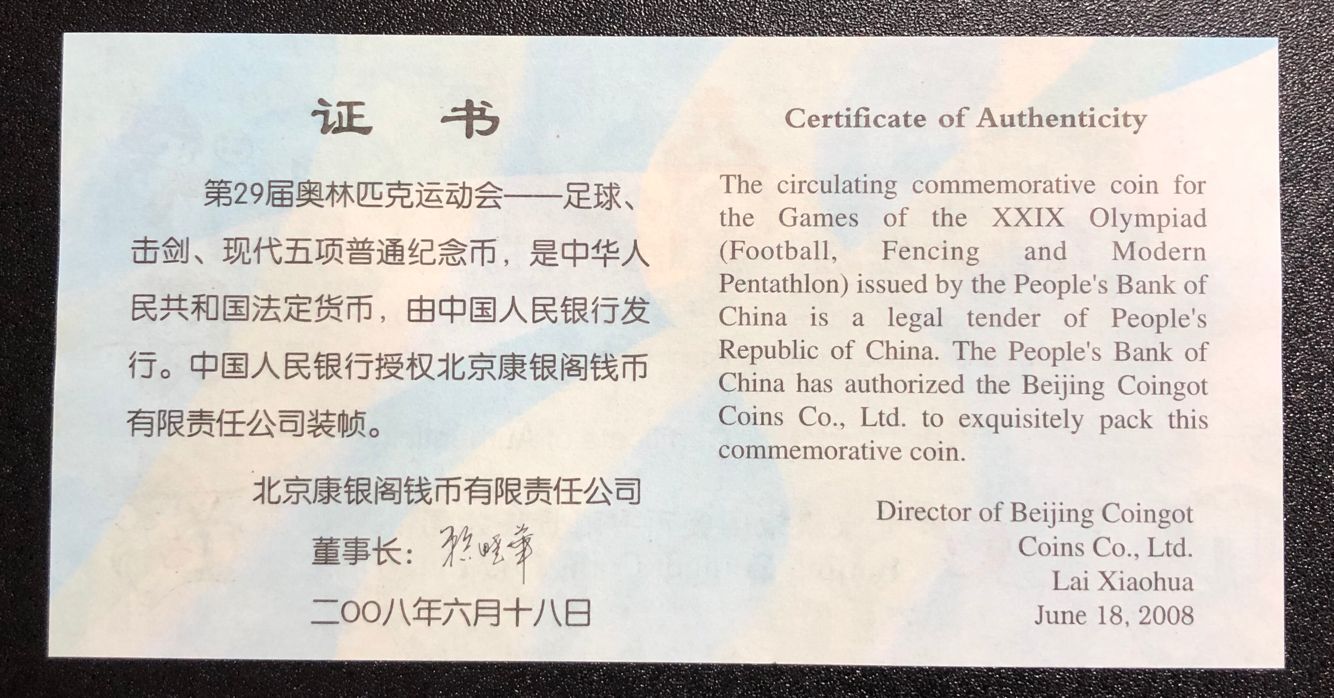 证 书
第29届奥林匹克运动会——足球、
击剑、现代五项普通纪念币，是中华人
民共和国法定货币，由中国人民银行发
行。中国人民银行授权北京康银阁钱币
有限责任公司装帧。
北京康银阁钱币有限责任公司
董事长：赖晓华
二〇〇八年六月十八日
Certificate of Authenticity
The circulating commemorative coin for
the Games of the XXIX Olympiad
(Football, Fencing and Modern
Pentathlon) issued by the People's Bank of
China is a legal tender of People's
Republic of China. The People's Bank of
China has authorized the Beijing Coingot
Coins Co., Ltd. to exquisitely pack this
commemorative coin.
Director of Beijing Coingot
Coins Co., Ltd.
Lai Xiaohua
June 18, 2008